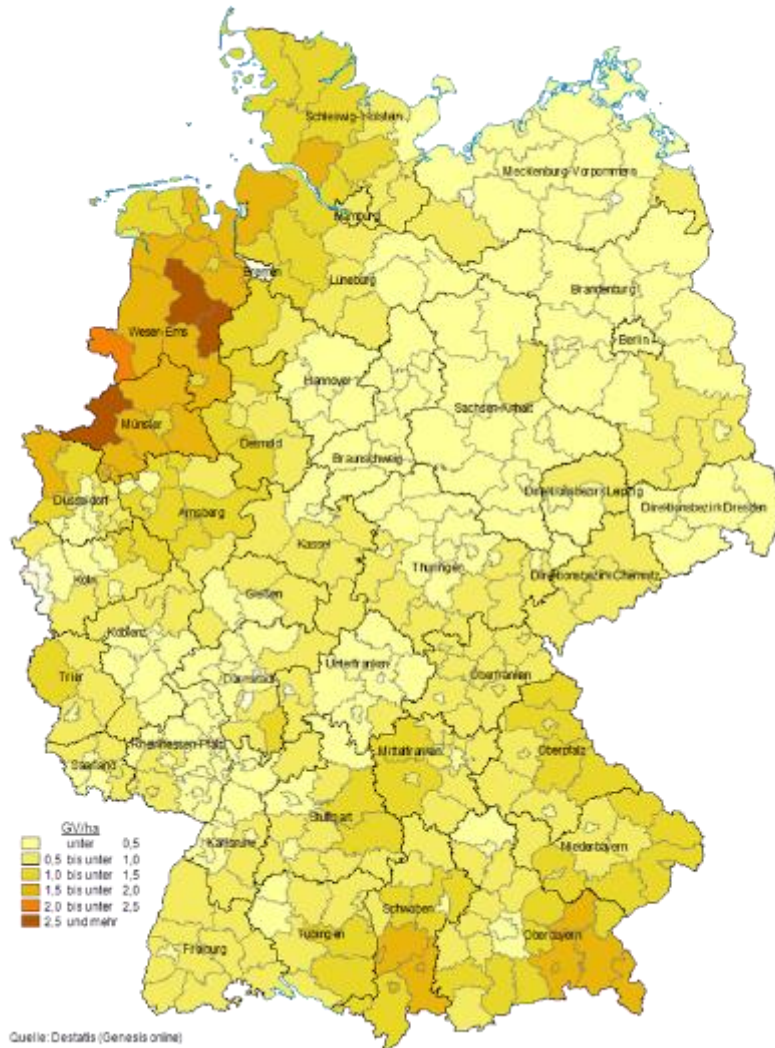 Schleswig-Holstein
Mecklenburg-Vorpommern
Hamburg
Bremen
Lüneburg
Brandenburg
Weser-Ems
Berlin
Hannover
Sachsen-Anhalt
Münster
Detmold
Braunschweig
Düsseldorf
Direktionsbezirk Leipzig
Direktionsbezirk Dresden
Arnsberg
Kassel
Köln
Thüringen
Direktionsbezirk Chemnitz
Gießen
Koblenz
Unterfranken
Trier
Darmstadt
Oberfranken
Rheinhessen-Pfalz
Mittelfranken
Oberpfalz
Saarland
Stuttgart
GV/ha
unter 0,5
0,5 bis unter 1,0
1,0 bis unter 1,5
1,5 bis unter 2,0
2,0 bis unter 2,5
2,5 und mehr
Karlsruhe
Niederbayern
Schwaben
Tübingen
Oberbayern
Freiburg
Quelle: Destatis (Genesis online)